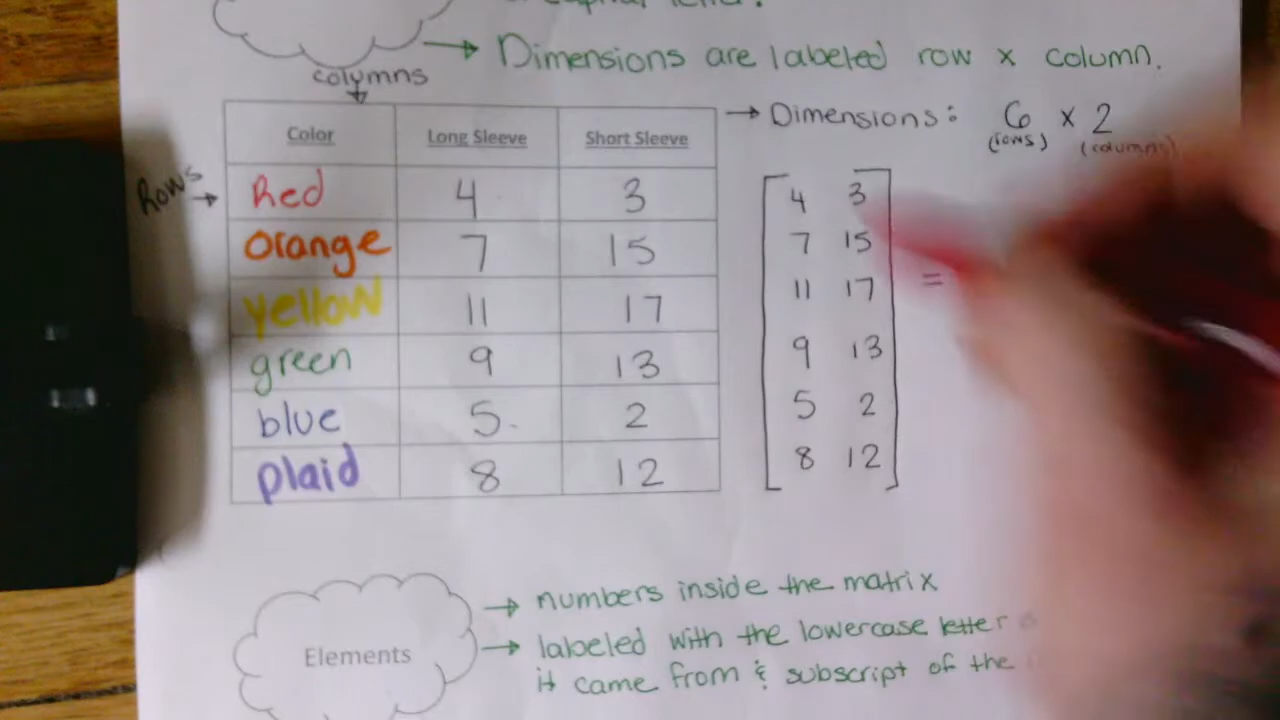 Dimensions are labeled row x column.
columns
Color Long Sleeve Short Sleeve
Rows
Red 4 3
orange 7 15
yellow 11 17
green 9 13
blue 5 2
plaid 8 12
Dimensions: 6 x 2
(rows) (columns)
4 3
7 15
11 17
9 13
5 2
8 12
=
Elements
numbers inside the matrix
labeled with the lowercase letter
it came from & subscript of the